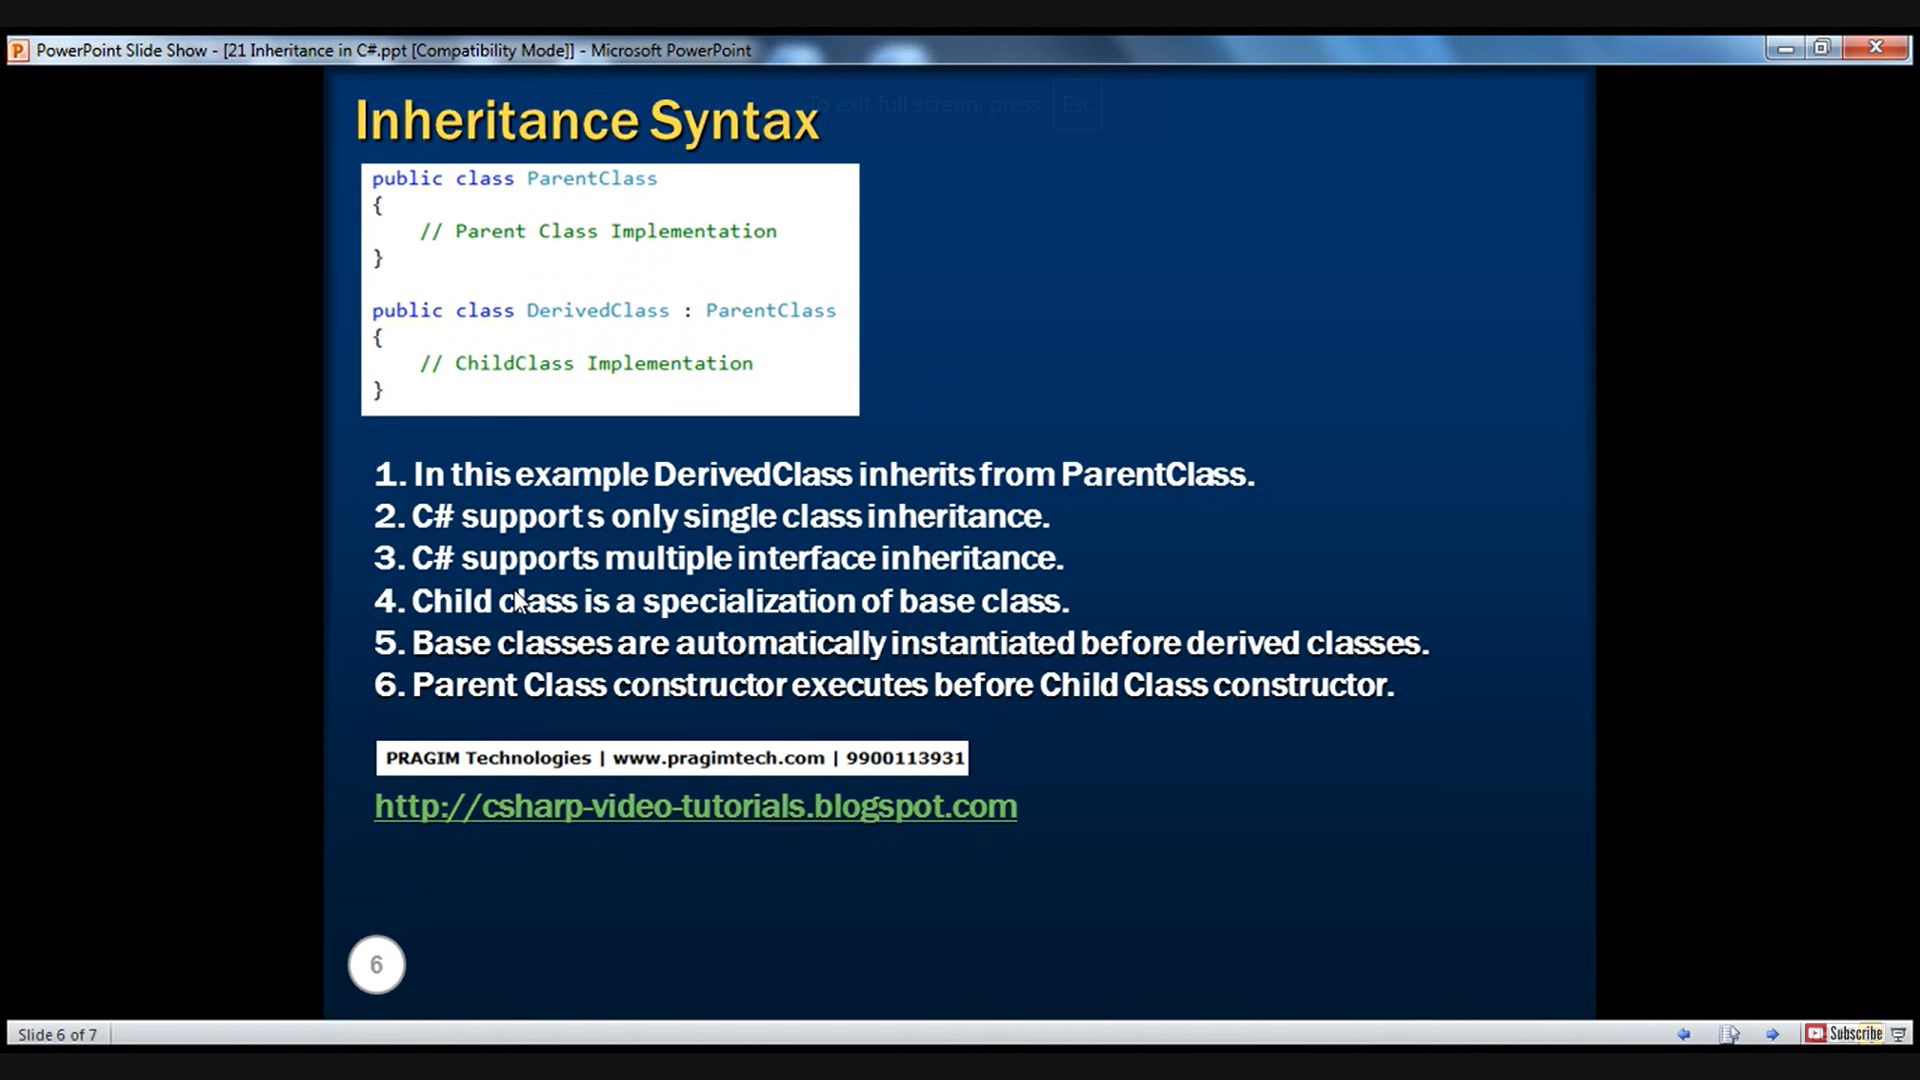 PowerPoint Slide Show - [21 Inheritance in C#.ppt [Compatibility Mode]] - Microsoft PowerPoint
To exit full screen, press Esc
Inheritance Syntax
public class ParentClass
{
// Parent Class Implementation
}
public class DerivedClass : ParentClass
{
// ChildClass Implementation
}
1. In this example DerivedClass inherits from ParentClass.
2. C# support s only single class inheritance.
3. C# supports multiple interface inheritance.
4. Child class is a specialization of base class.
5. Base classes are automatically instantiated before derived classes.
6. Parent Class constructor executes before Child Class constructor.
PRAGIM Technologies | www.pragimtech.com | 9900113931
http://csharp-video-tutorials.blogspot.com
6
Slide 6 of 7
Subscribe